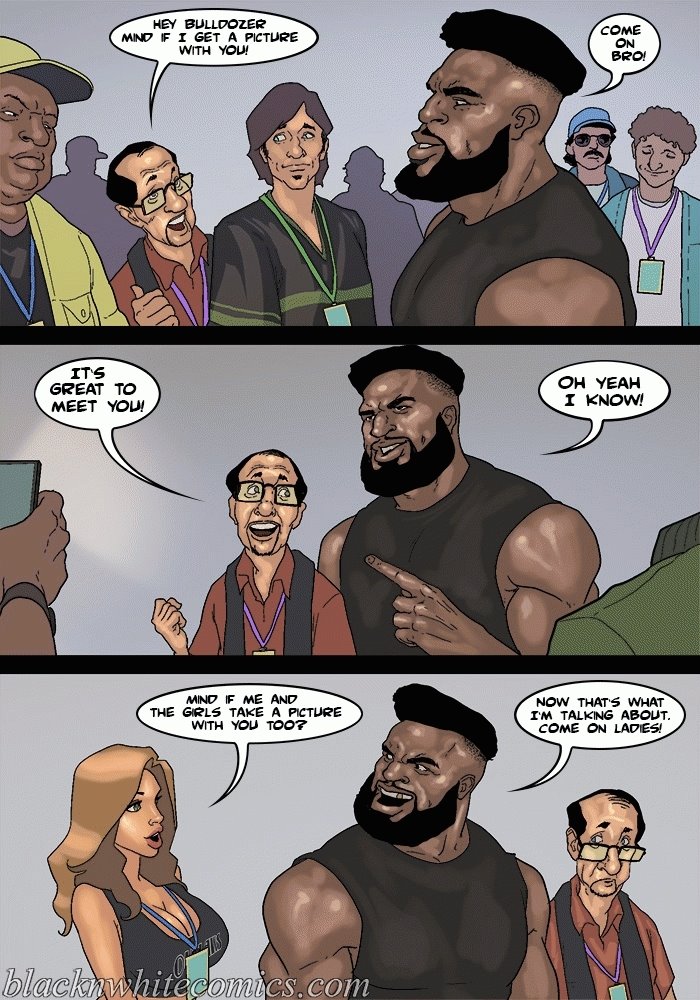 HEY BULLDOZER
MIND IF I GET A PICTURE
WITH YOU!
COME
ON
BRO!
IT'S
GREAT TO
MEET YOU!
OH YEAH
I KNOW!
MIND IF ME AND
THE GIRLS TAKE A PICTURE
WITH YOU TOO?
NOW THAT'S WHAT
I'M TALKING ABOUT.
COME ON LADIES!
blacknwhitecomics.com